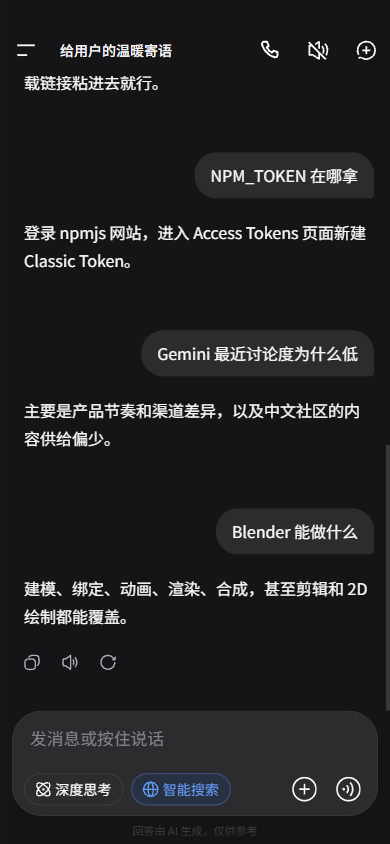 给用户的温暖寄语
载链接粘进去就行。
NPM_TOKEN 在哪拿
登录 npmjs 网站，进入 Access Tokens 页面新建
Classic Token。
Gemini 最近讨论度为什么低
主要是产品节奏和渠道差异，以及中文社区的内
容供给偏少。
Blender 能做什么
建模、绑定、动画、渲染、合成，甚至剪辑和 2D
绘制都能覆盖。
发消息或按住说话
深度思考
智能搜索
回答由 AI 生成，仅供参考